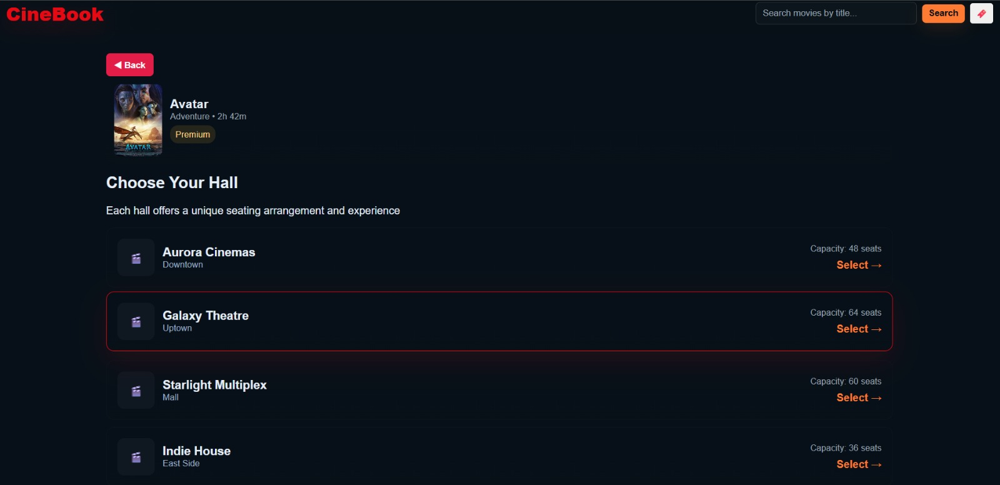 CineBook
Search movies by title...
Search
◀ Back
AVATAR
Avatar
Adventure • 2h 42m
Premium
Choose Your Hall
Each hall offers a unique seating arrangement and experience
Aurora Cinemas
Downtown
Capacity: 48 seats
Select →
Galaxy Theatre
Uptown
Capacity: 64 seats
Select →
Starlight Multiplex
Mall
Capacity: 60 seats
Select →
Indie House
East Side
Capacity: 36 seats
Select →